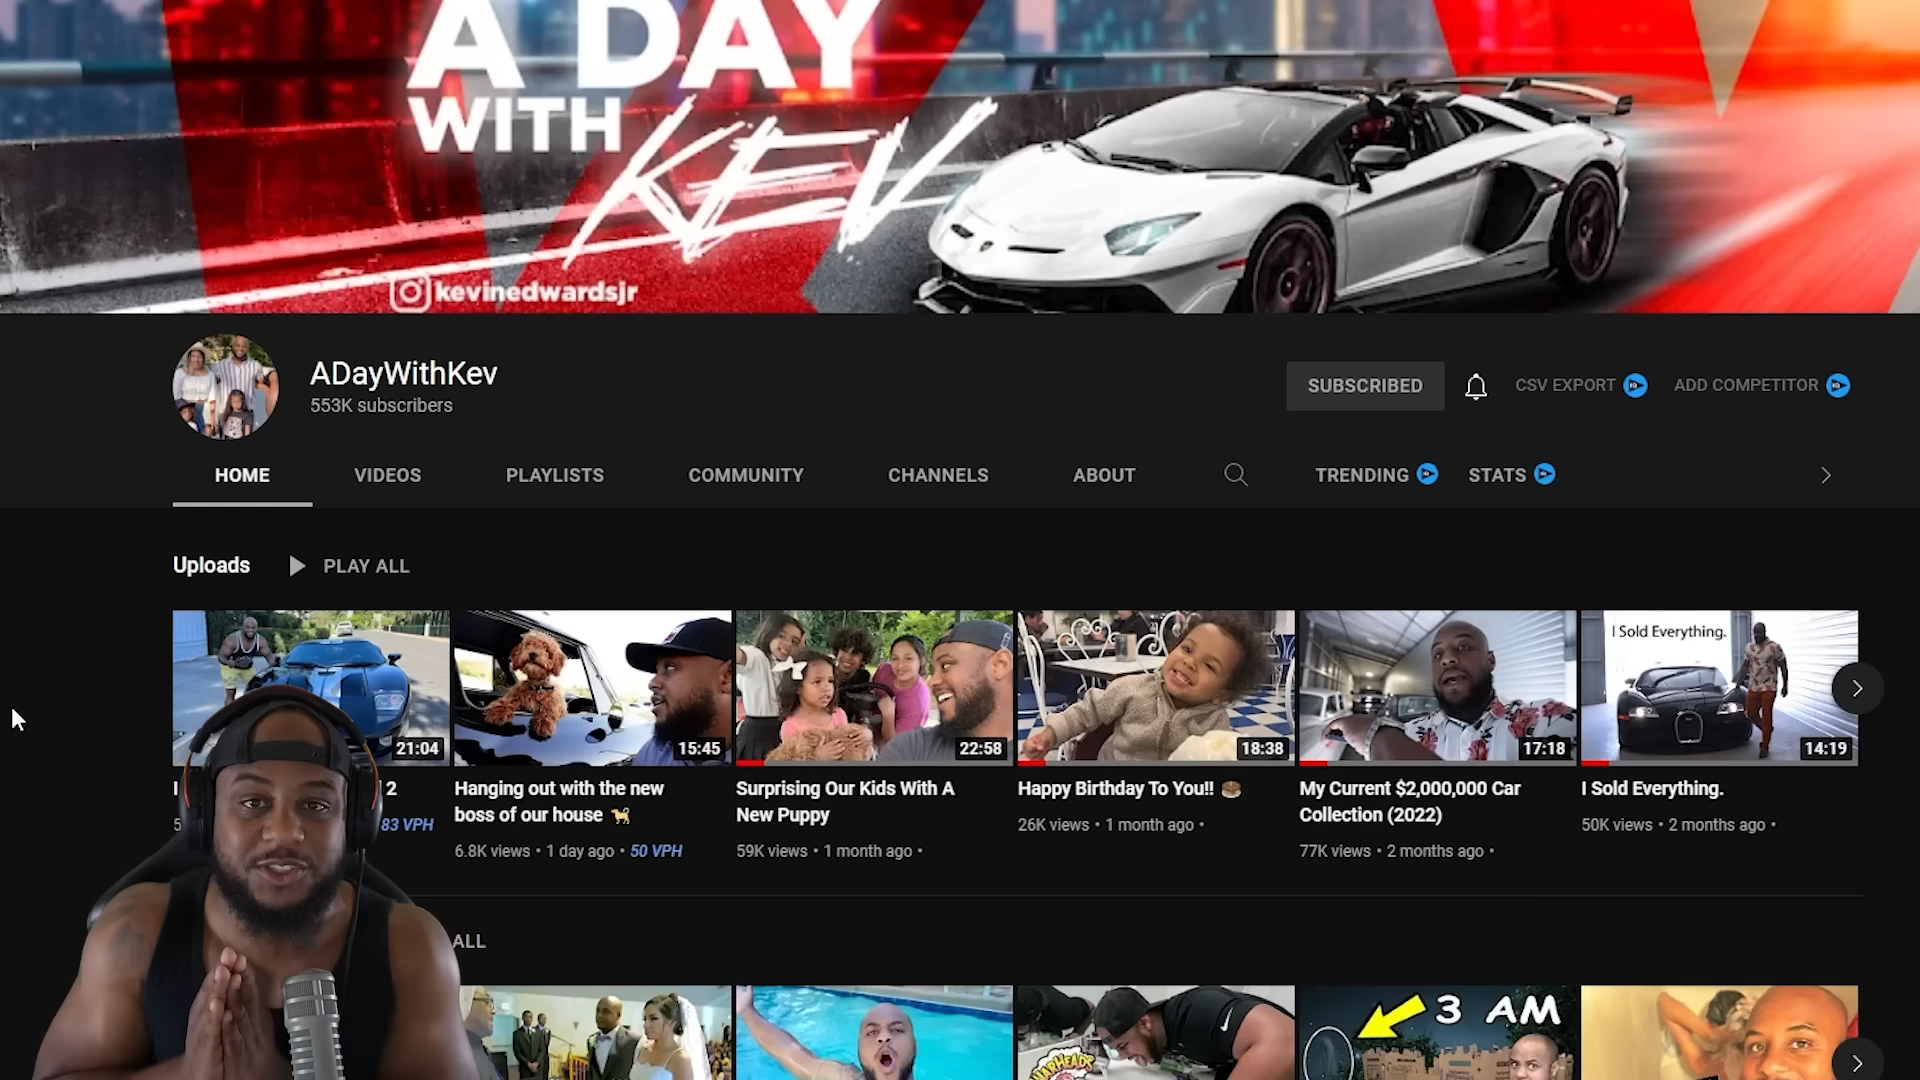 A DAY
WITH KEV
kevinedwardsjr
ADayWithKev
553K subscribers
SUBSCRIBED
CSV EXPORT
ADD COMPETITOR
HOME
VIDEOS
PLAYLISTS
COMMUNITY
CHANNELS
ABOUT
TRENDING
STATS
Uploads
PLAY ALL
21:04
15:45
22:58
18:38
17:18
I Sold Everything.
14:19
2
83 VPH
Hanging out with the new
boss of our house
6.8K views • 1 day ago • 50 VPH
Surprising Our Kids With A
New Puppy
59K views • 1 month ago •
Happy Birthday To You!!
26K views • 1 month ago •
My Current $2,000,000 Car
Collection (2022)
77K views • 2 months ago •
I Sold Everything.
50K views • 2 months ago •
ALL
WARHEADS
3 AM